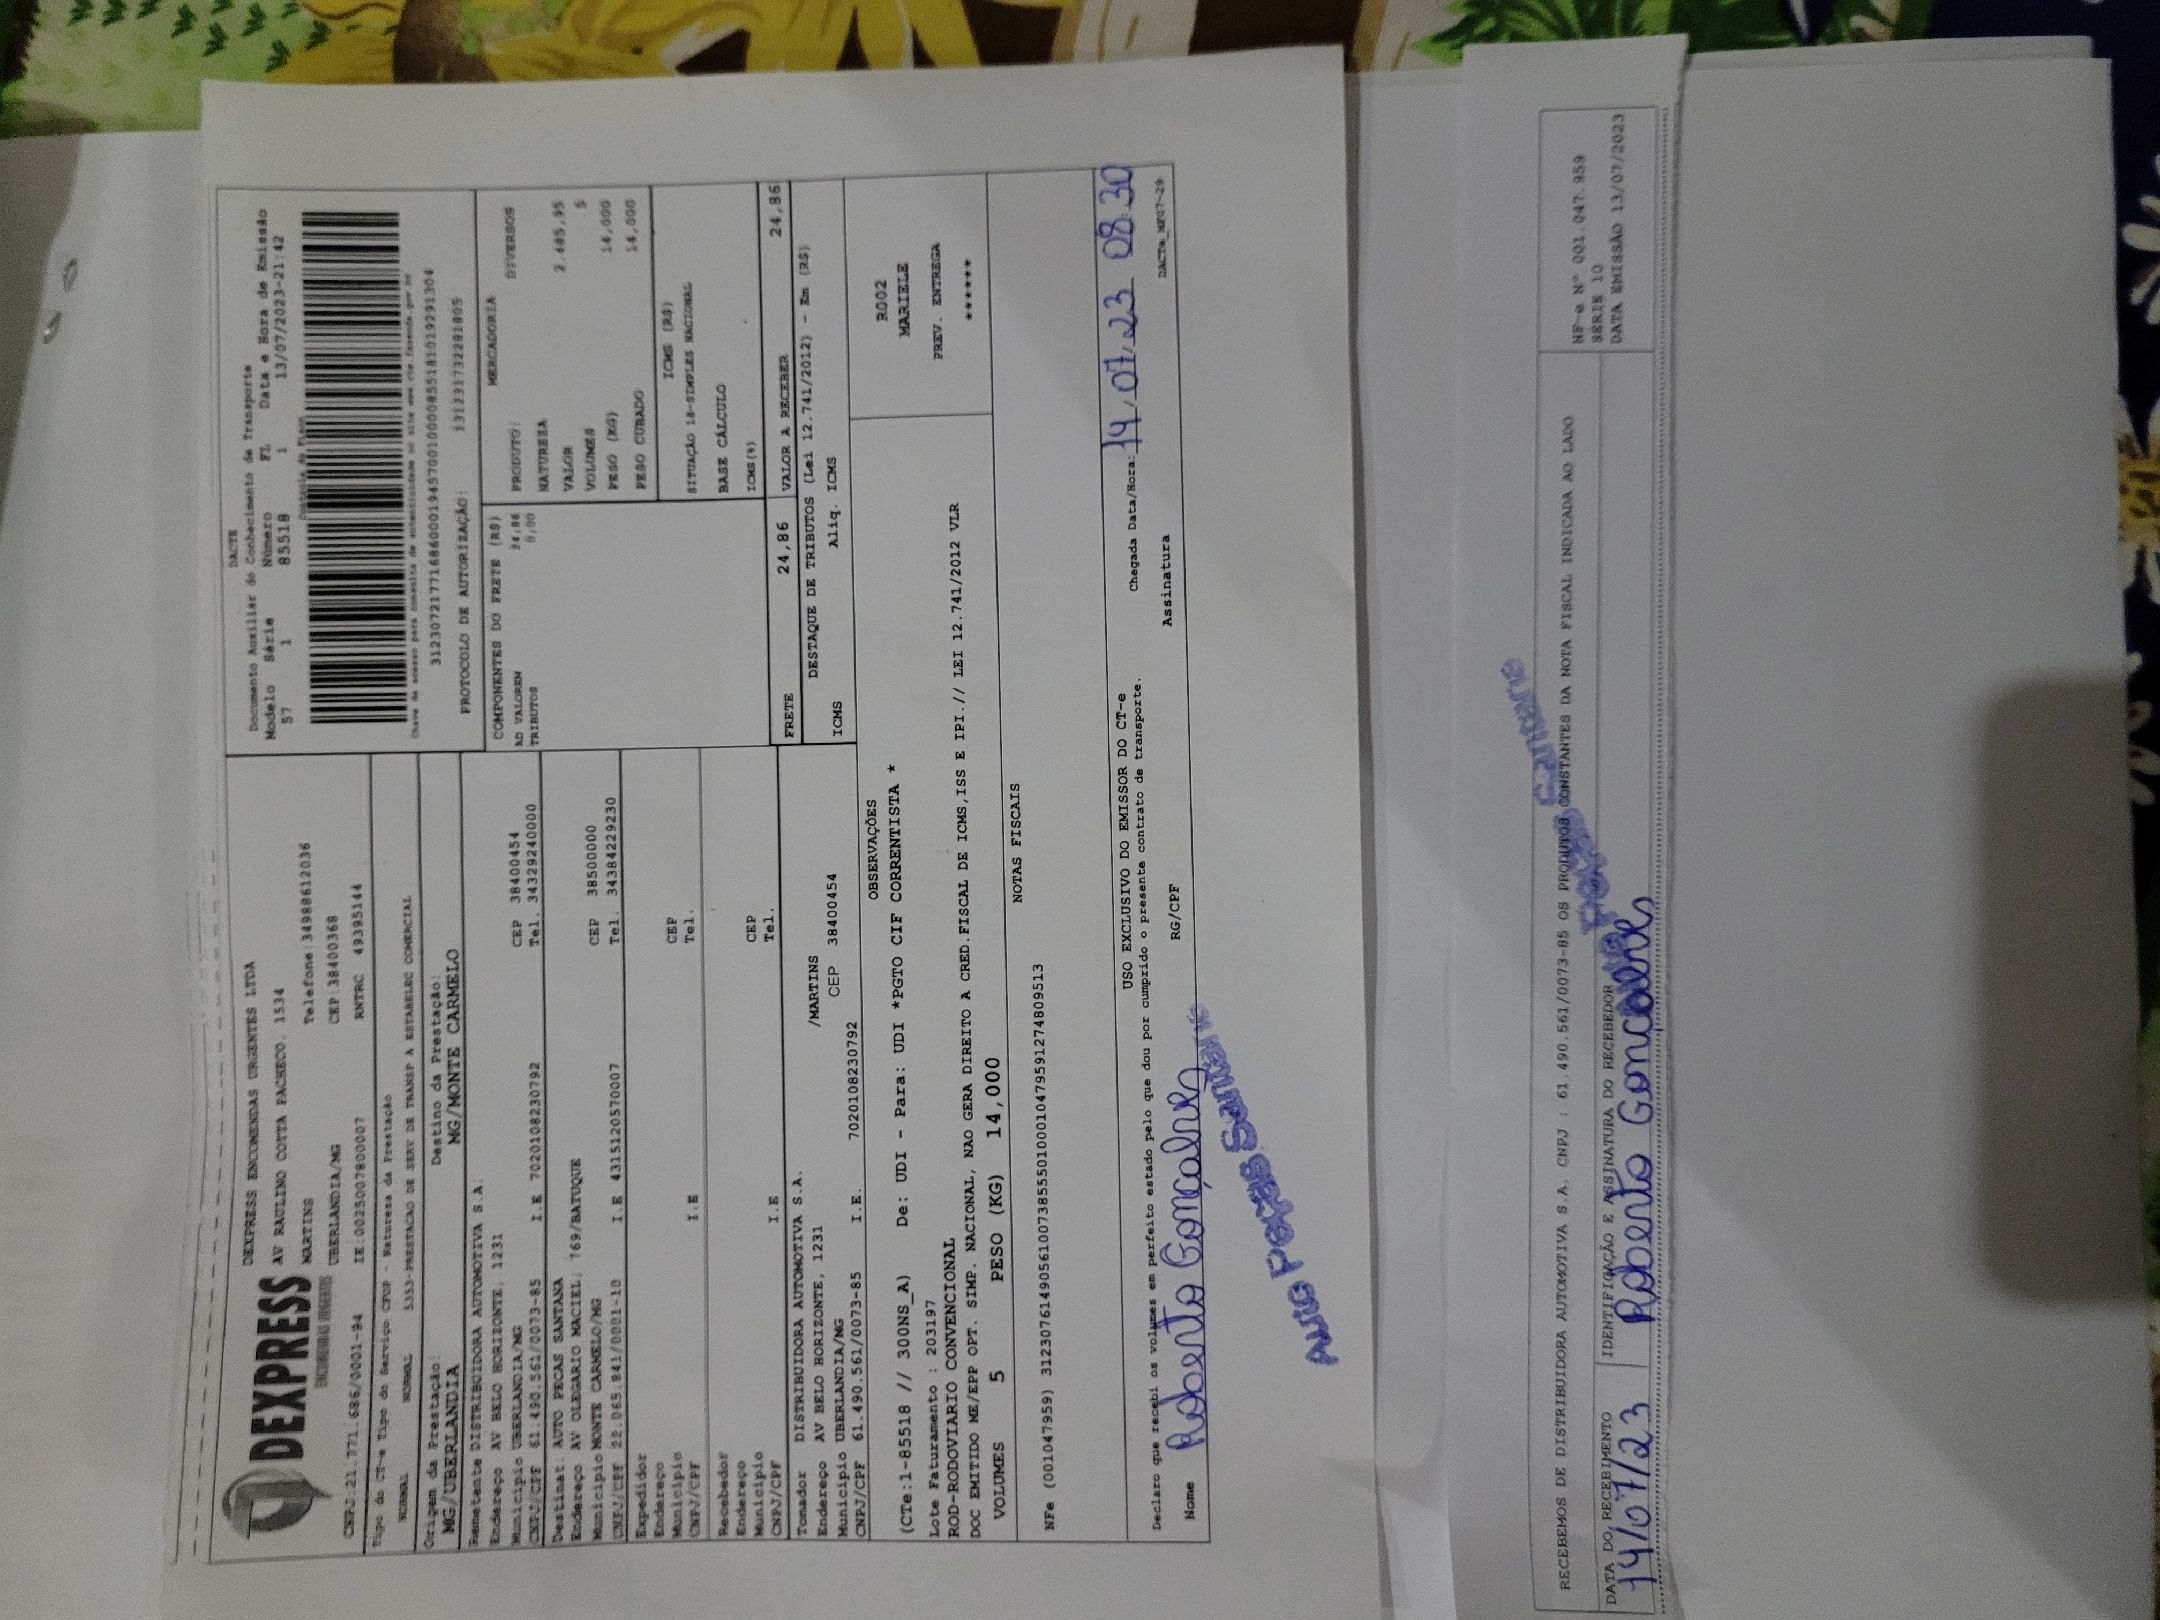 DEXPRESS
DEXPRESS ENCOMENDAS URGENTES LTDA
AV RAULINO COTTA PACHECO, 1534
MARTINS Telefone:34988612036
UBERLANDIA/MG CEP:38400368
CNPJ:21.771.686/0001-94 IE:0025007800007 RNTRC 49395144
Tipo do CT-e Tipo do Serviço CFOP - Natureza da Prestação
NORMAL NORMAL 5353-PRESTACAO DE SERV DE TRANSP A ESTABELEC COMERCIAL
Origem da Prestação: Destino da Prestação:
MG/UBERLANDIA MG/MONTE CARMELO
DACTE
Documento Auxiliar do Conhecimento de Transporte
Modelo Série Número FL Data e Hora de Emissão
57 1 85518 1 13/07/2023-21:42
Controle do Fisco
PROTOCOLO DE AUTORIZAÇÃO:
Remetente DISTRIBUIDORA AUTOMOTIVA S.A.
Endereço AV BELO HORIZONTE, 1231
Município UBERLANDIA/MG CEP 38400454
CNPJ/CPF 61.490.561/0073-85 I.E 7020108230792 Tel. 34329240000
Destinat: AUTO PECAS SANTANA
Endereço AV OLEGARIO MACIEL, 769/BATUQUE
Município MONTE CARMELO/MG CEP 38500000
CNPJ/CPF 22.065.841/0001-10 I.E 4315120570007 Tel. 34384229230
Expedidor
Endereço
Município CEP
CNPJ/CPF I.E Tel.
Recebedor
Endereço
Município CEP
CNPJ/CPF I.E Tel.
Tomador DISTRIBUIDORA AUTOMOTIVA S.A.
Endereço AV BELO HORIZONTE, 1231 /MARTINS
Município UBERLANDIA/MG CEP 38400454
CNPJ/CPF 61.490.561/0073-85 I.E. 7020108230792
COMPONENTES DO FRETE (R$)
AD VALOREM 24,86
TRIBUTOS 0,00
MERCADORIA
PRODUTO: DIVERSOS
NATUREZA
VALOR 2.485,95
VOLUMES 5
PESO (KG) 14,000
PESO CUBADO 14,000
ICMS (R$)
SITUAÇÃO 18-SIMPLES NACIONAL
BASE CÁLCULO
ICMS(%)
FRETE 24,86 VALOR A RECEBER 24,86
DESTAQUE DE TRIBUTOS (Lei 12.741/2012) - Em (R$)
ICMS Aliq. ICMS
OBSERVAÇÕES
(CTe:1-85518 // 300NS_A) De: UDI - Para: UDI *PGTO CIF CORRENTISTA *
Lote Faturamento : 203197
ROD-RODOVIARIO CONVENCIONAL
DOC EMITIDO ME/EPP OPT. SIMP. NACIONAL, NAO GERA DIREITO A CRED.FISCAL DE ICMS,ISS E IPI.// LEI 12.741/2012 VLR
VOLUMES 5 PESO (KG) 14,000
R002
MARIELE
PREV. ENTREGA
******
NOTAS FISCAIS
NFe (001047959) 31230761490561007385550100010479591274809513
USO EXCLUSIVO DO EMISSOR DO CT-e
Declaro que recebi os volumes em perfeito estado pelo que dou por cumprido o presente contrato de transporte.
Chegada Data/Hora: 14/07/23 08:30
Nome Roberto Gonçalves RG/CPF Assinatura
DACTe_MF07-29
Auto Peças Santana
RECEBEMOS DE DISTRIBUIDORA AUTOMOTIVA S.A. CNPJ : 61.490.561/0073-85 OS PRODUTOS CONSTANTES DA NOTA FISCAL INDICADA AO LADO
DATA DO RECEBIMENTO IDENTIFICAÇÃO E ASSINATURA DO RECEBEDOR
14/07/23 Roberto Goncalves
Auto Peças Santana
NF-e Nº 001.047.959
SÉRIE 10
DATA EMISSÃO 13/07/2023